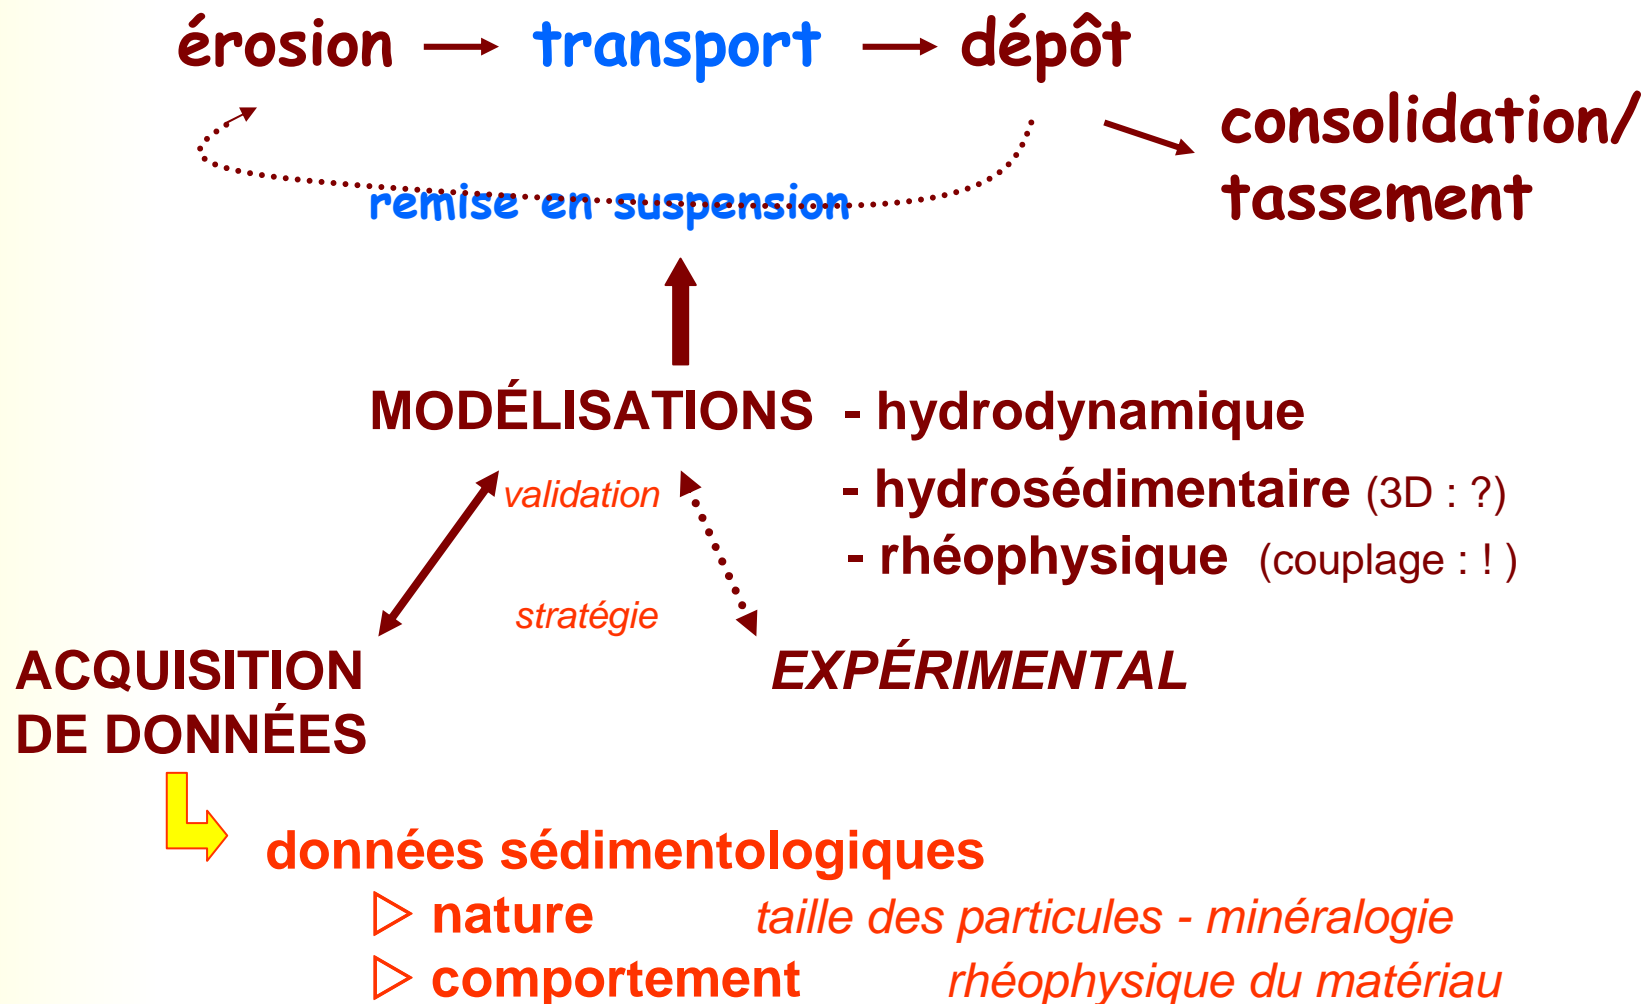 érosion transport dépôt
consolidation/
tassement
remise en suspension
MODÉLISATIONS - hydrodynamique
validation - hydrosédimentaire (3D : ?)
- rhéophysique (couplage : ! )
stratégie
ACQUISITION EXPÉRIMENTAL
DE DONNÉES
données sédimentologiques
nature taille des particules - minéralogie
comportement rhéophysique du matériau